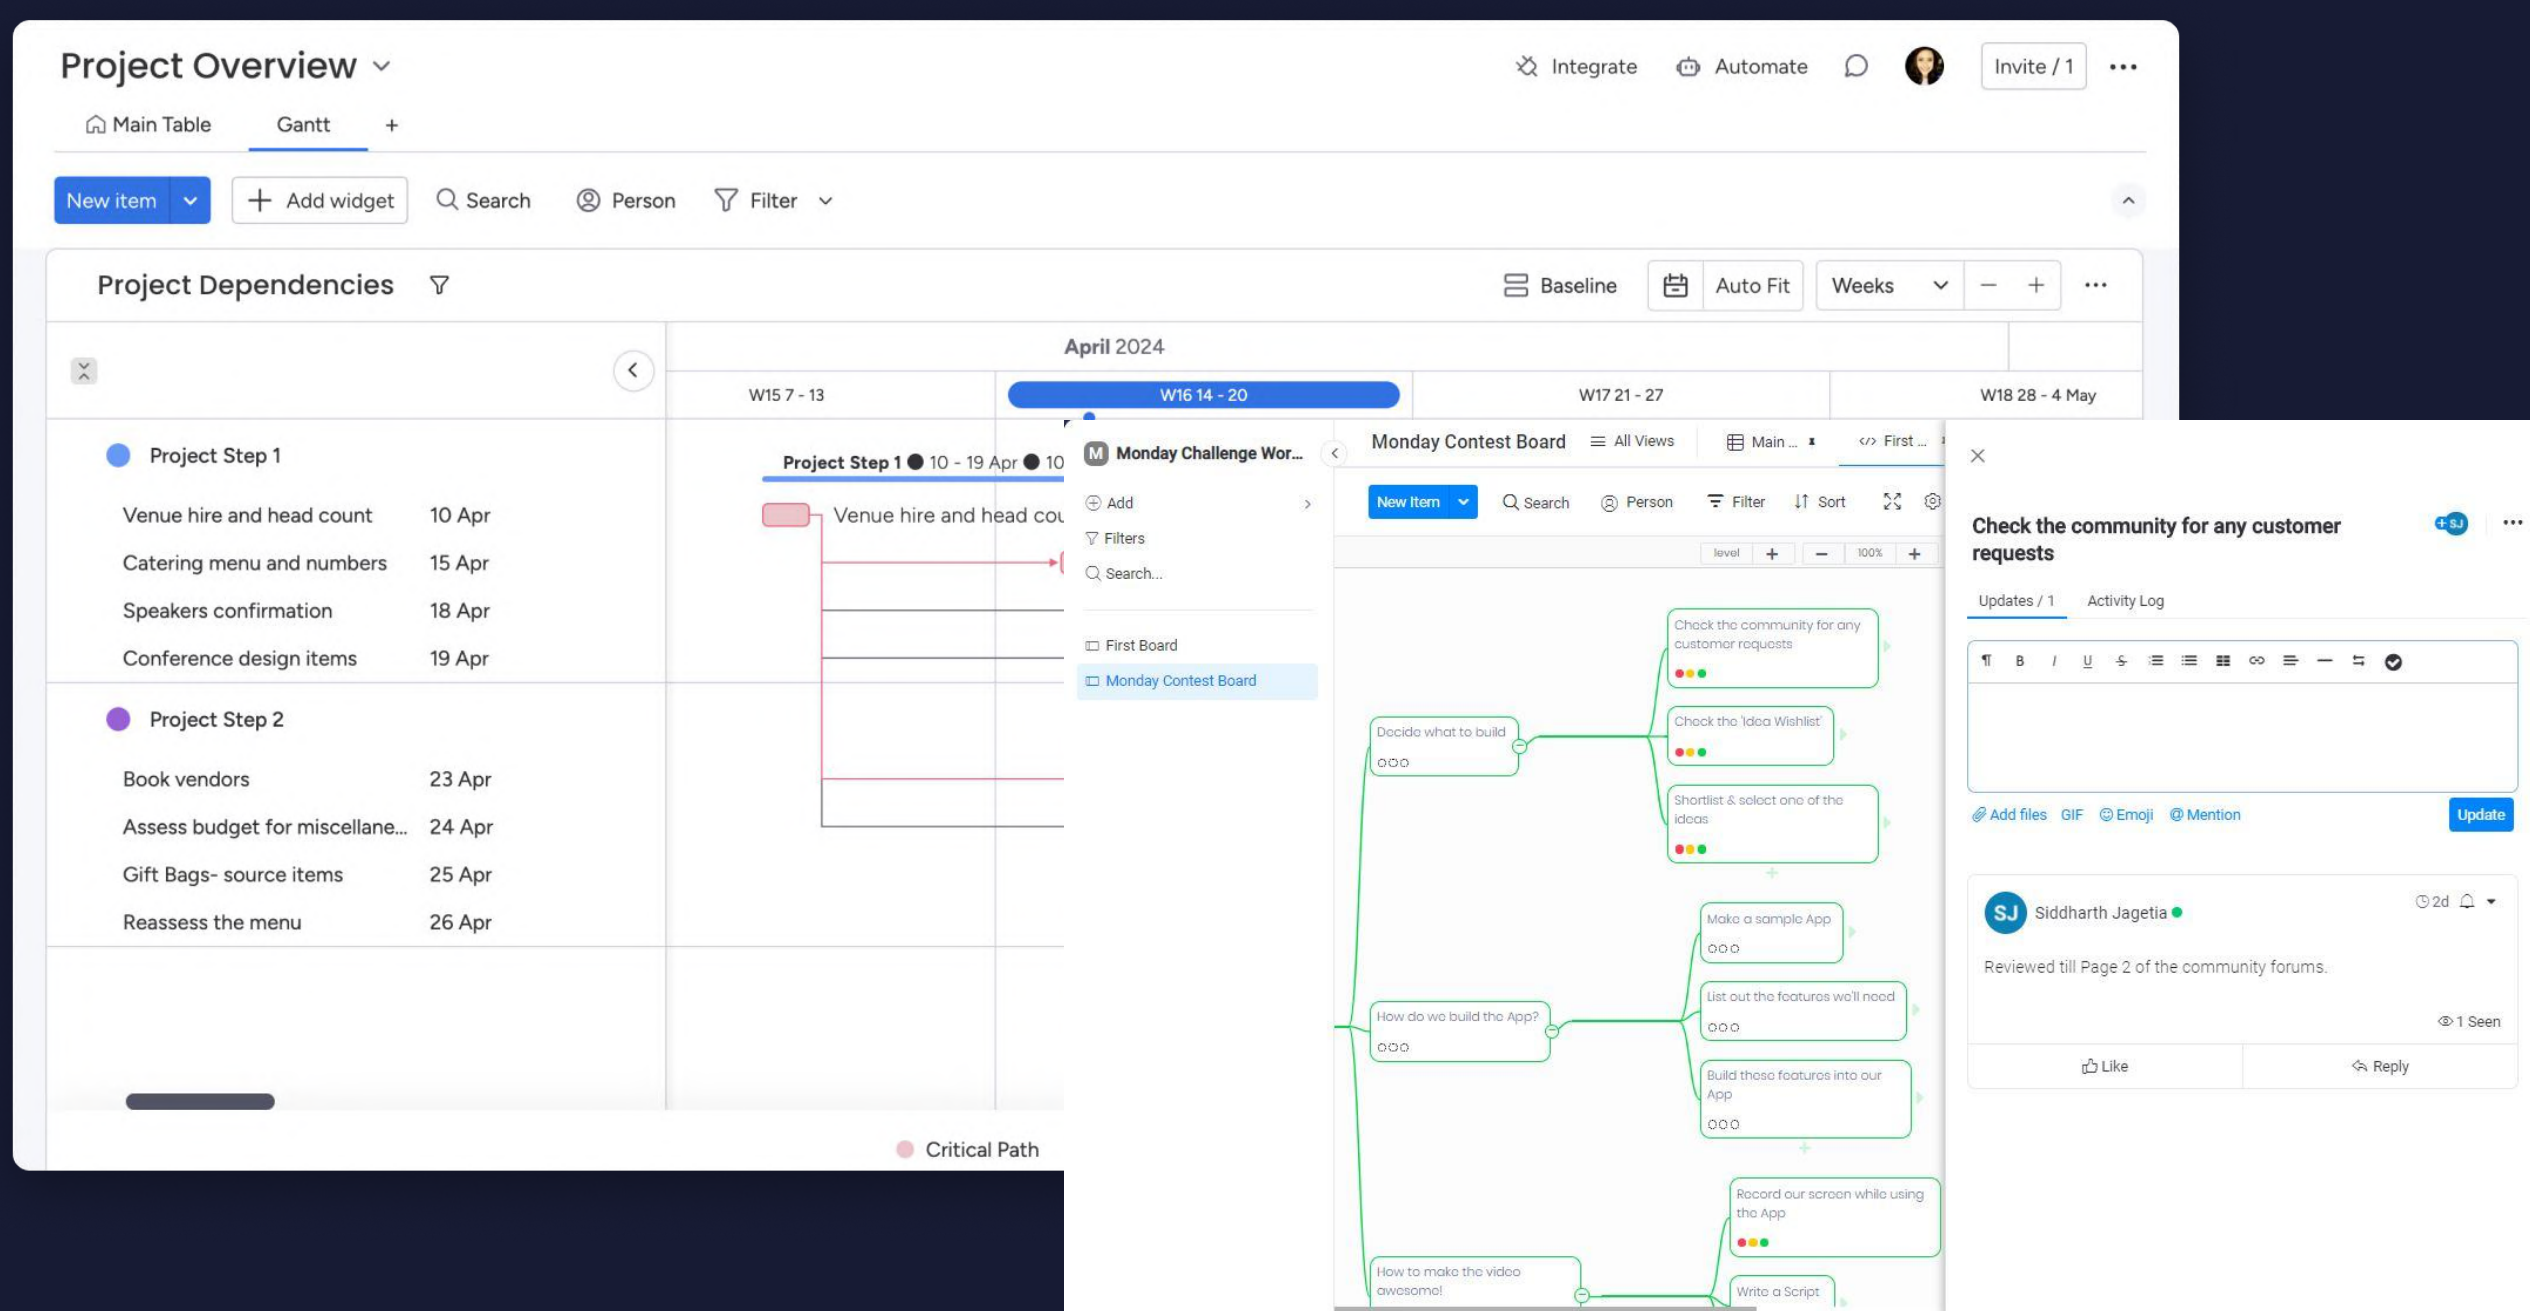 Project Overview
Integrate
Automate
Invite / 1
Main Table
Gantt
+
New item
+ Add widget
Search
Person
Filter
Project Dependencies
Baseline
Auto Fit
Weeks
− +
April 2024
W15 7 - 13
W16 14 - 20
W17 21 - 27
W18 28 - 4 May
Project Step 1
Project Step 1 ● 10 - 19 Apr ● 10
Venue hire and head count 10 Apr
Venue hire and head cou
Catering menu and numbers 15 Apr
Speakers confirmation 18 Apr
Conference design items 19 Apr
Project Step 2
Book vendors 23 Apr
Assess budget for miscellane... 24 Apr
Gift Bags- source items 25 Apr
Reassess the menu 26 Apr
Critical Path
M Monday Challenge Wor...
Add
Filters
Search...
First Board
Monday Contest Board
Monday Contest Board
All Views
Main ...
First ...
New Item
Search
Person
Filter
Sort
level + − 100% +
Decide what to build
Check the community for any
customer requests
Check the 'Idea Wishlist'
Shortlist & select one of the
ideas
+
How do we build the App?
Make a sample App
List out the features we'll need
Build these features into our
App
+
How to make the video
awesome!
Record our screen while using
the App
Write a Script
Check the community for any customer
requests
+ SJ
Updates / 1
Activity Log
¶ B I U S
Add files GIF Emoji @ Mention
Update
SJ Siddharth Jagetia
2d
Reviewed till Page 2 of the community forums.
1 Seen
Like
Reply